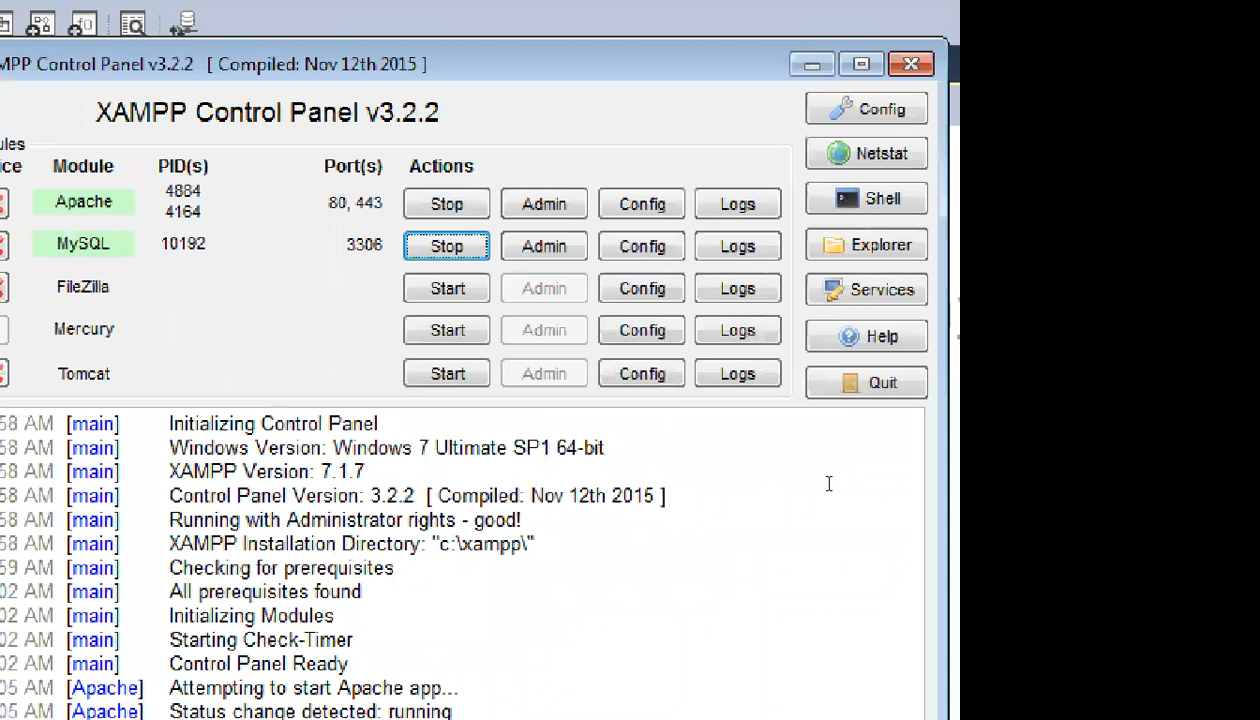 MPP Control Panel v3.2.2 [ Compiled: Nov 12th 2015 ]
XAMPP Control Panel v3.2.2
Config
ules
Netstat
ice Module PID(s) Port(s) Actions
Apache 4884 4164 80, 443 Stop Admin Config Logs
Shell
MySQL 10192 3306 Stop Admin Config Logs
Explorer
FileZilla Start Admin Config Logs
Services
Mercury Start Admin Config Logs
Help
Tomcat Start Admin Config Logs
Quit
58 AM [main] Initializing Control Panel
58 AM [main] Windows Version: Windows 7 Ultimate SP1 64-bit
58 AM [main] XAMPP Version: 7.1.7
58 AM [main] Control Panel Version: 3.2.2 [ Compiled: Nov 12th 2015 ]
58 AM [main] Running with Administrator rights - good!
58 AM [main] XAMPP Installation Directory: "c:\xampp\"
59 AM [main] Checking for prerequisites
02 AM [main] All prerequisites found
02 AM [main] Initializing Modules
02 AM [main] Starting Check-Timer
02 AM [main] Control Panel Ready
05 AM [Apache] Attempting to start Apache app...
05 AM [Apache] Status change detected: running